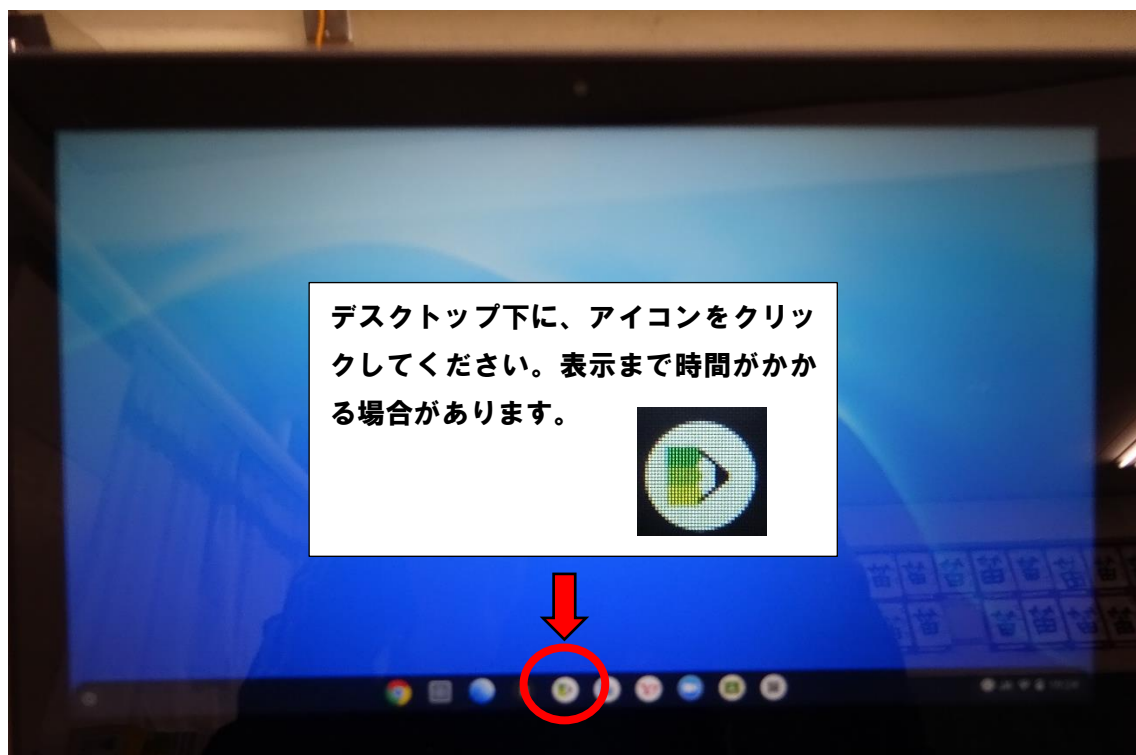 デスクトップ下に、アイコンをクリッ
クしてください。表示まで時間がかか
る場合があります。